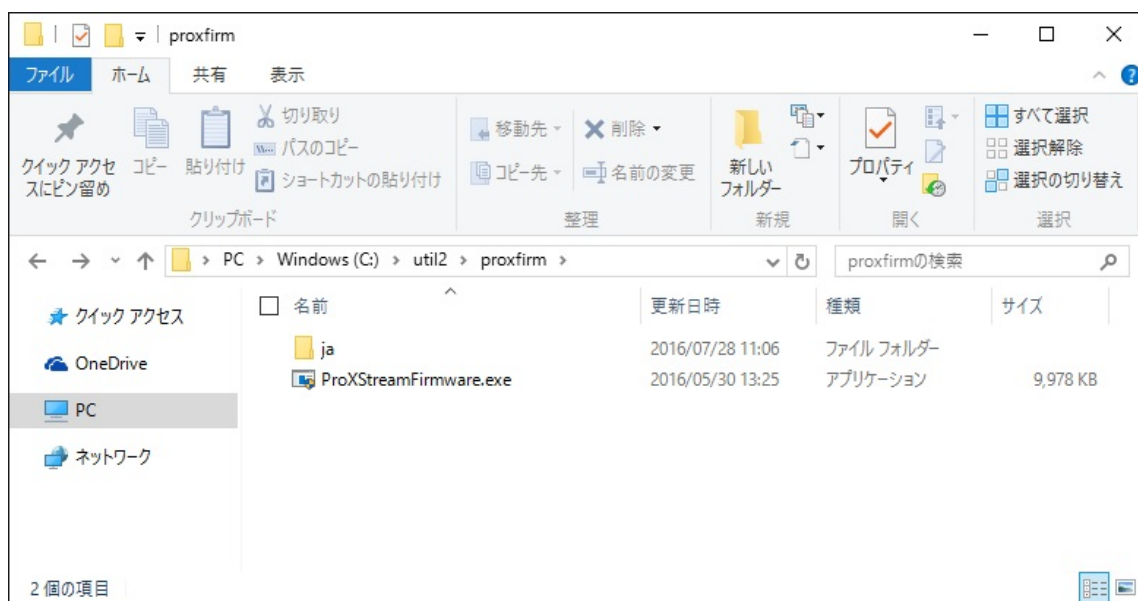 proxfirm
ファイル ホーム 共有 表示
クイック アクセスにピン留め
コピー
貼り付け
切り取り
パスのコピー
ショートカットの貼り付け
クリップボード
移動先
コピー先
削除
名前の変更
整理
新しい
フォルダー
新規
プロパティ
開く
すべて選択
選択解除
選択の切り替え
選択
PC Windows (C:) util2 proxfirm
proxfirmの検索
クイック アクセス
OneDrive
PC
ネットワーク
名前 更新日時 種類 サイズ
ja 2016/07/28 11:06 ファイル フォルダー
ProXStreamFirmware.exe 2016/05/30 13:25 アプリケーション 9,978 KB
2 個の項目